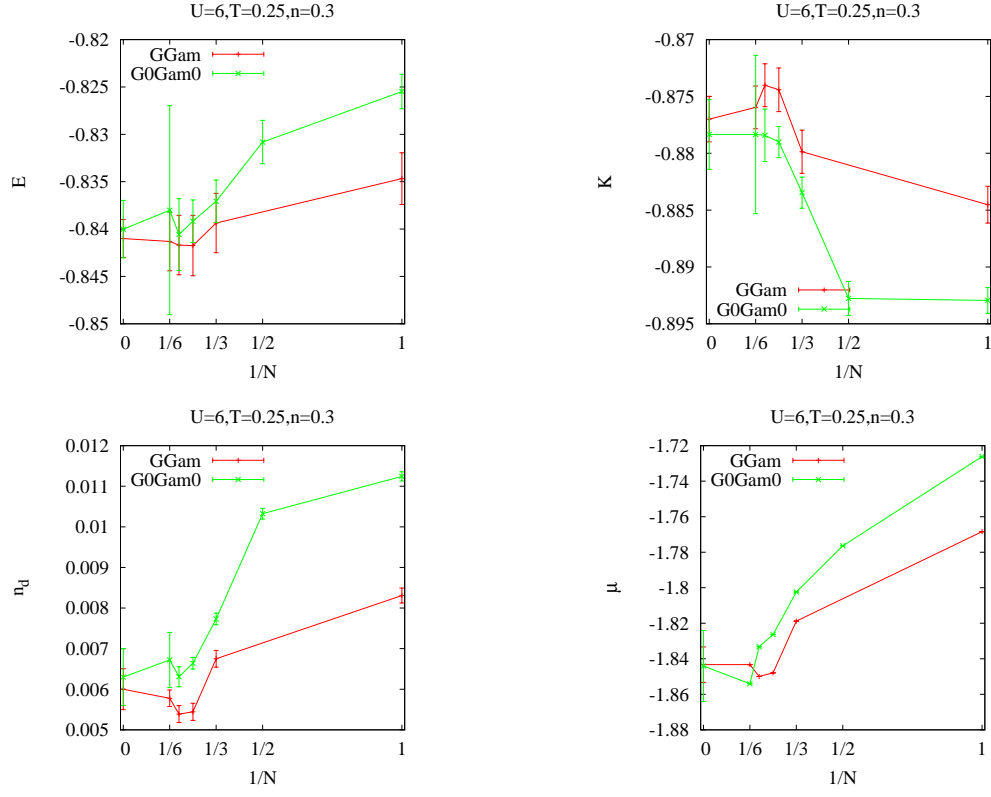 U=6,T=0.25,n=0.3
GGam
G0Gam0
E
-0.82
-0.825
-0.83
-0.835
-0.84
-0.845
-0.85
0 1/6 1/3 1/2 1
1/N
U=6,T=0.25,n=0.3
K
-0.87
-0.875
-0.88
-0.885
-0.89
-0.895
GGam
G0Gam0
0 1/6 1/3 1/2 1
1/N
U=6,T=0.25,n=0.3
GGam
G0Gam0
n_d
0.012
0.011
0.01
0.009
0.008
0.007
0.006
0.005
0 1/6 1/3 1/2 1
1/N
U=6,T=0.25,n=0.3
GGam
G0Gam0
μ
-1.72
-1.74
-1.76
-1.78
-1.8
-1.82
-1.84
-1.86
-1.88
0 1/6 1/3 1/2 1
1/N